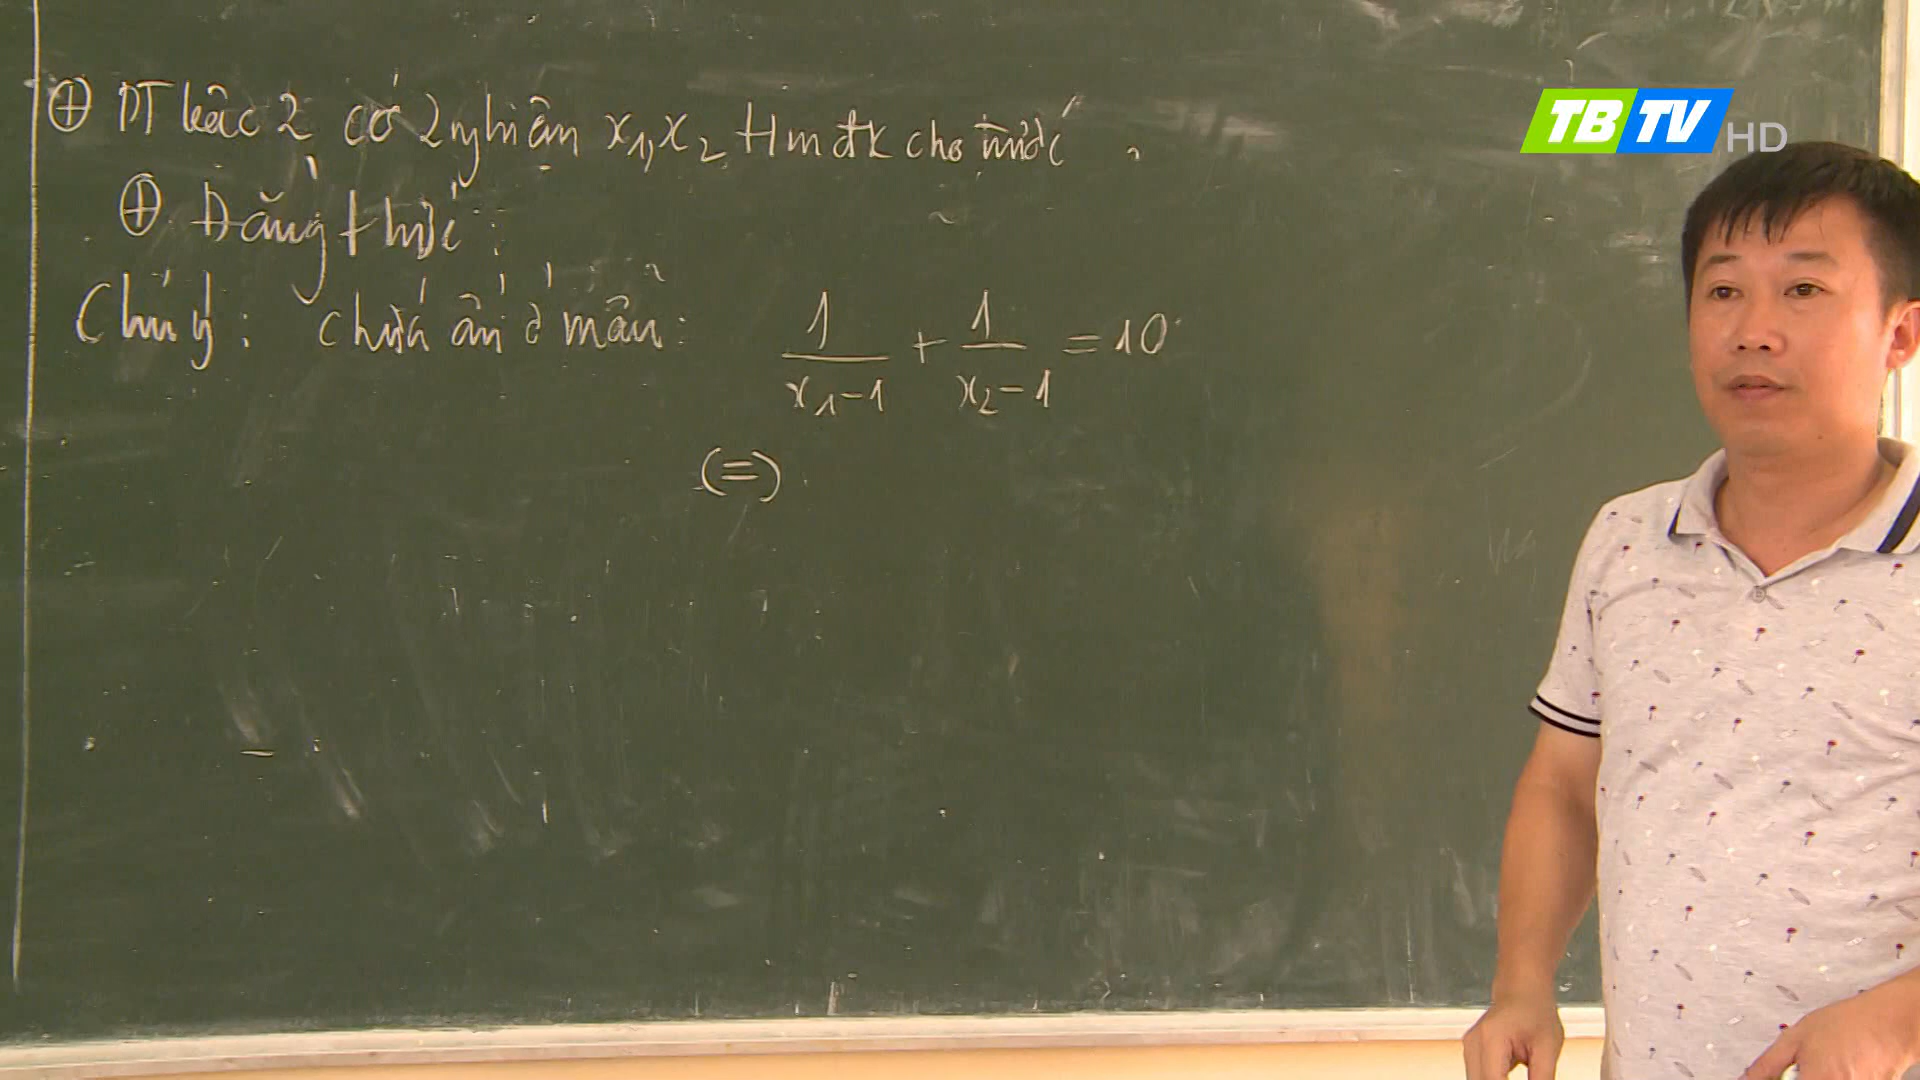 ⊕ PT bậc 2 có 2 nghiệm x₁, x₂ t/m đk cho trước
⊕ Đẳng thức:
Chú ý: chứa ẩn ở mẫu: 1/(x₁-1) + 1/(x₂-1) = 10
(=)
TBTV HD